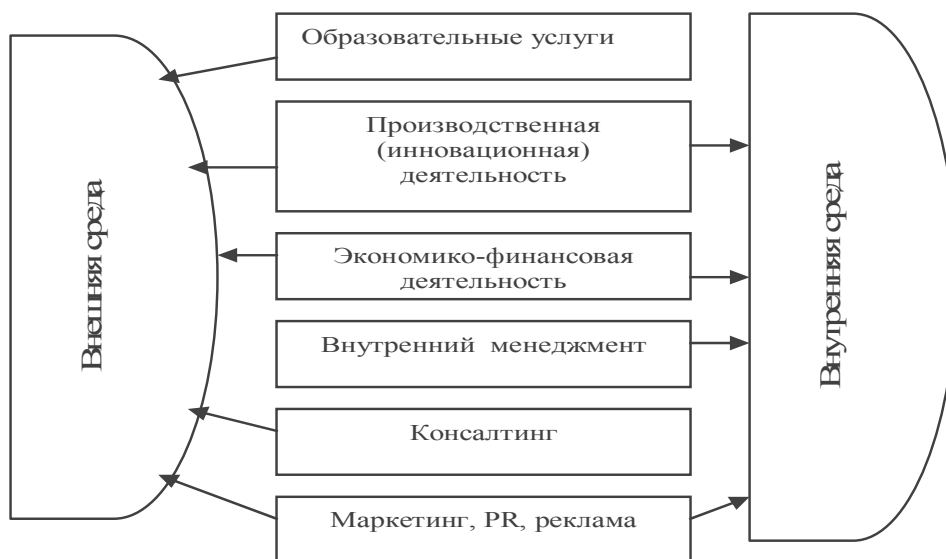 Внешняя среда
Образовательные услуги
Производственная
(инновационная)
деятельность
Экономико-финансовая
деятельность
Внутренний менеджмент
Консалтинг
Маркетинг, PR, реклама
Внутренняя среда